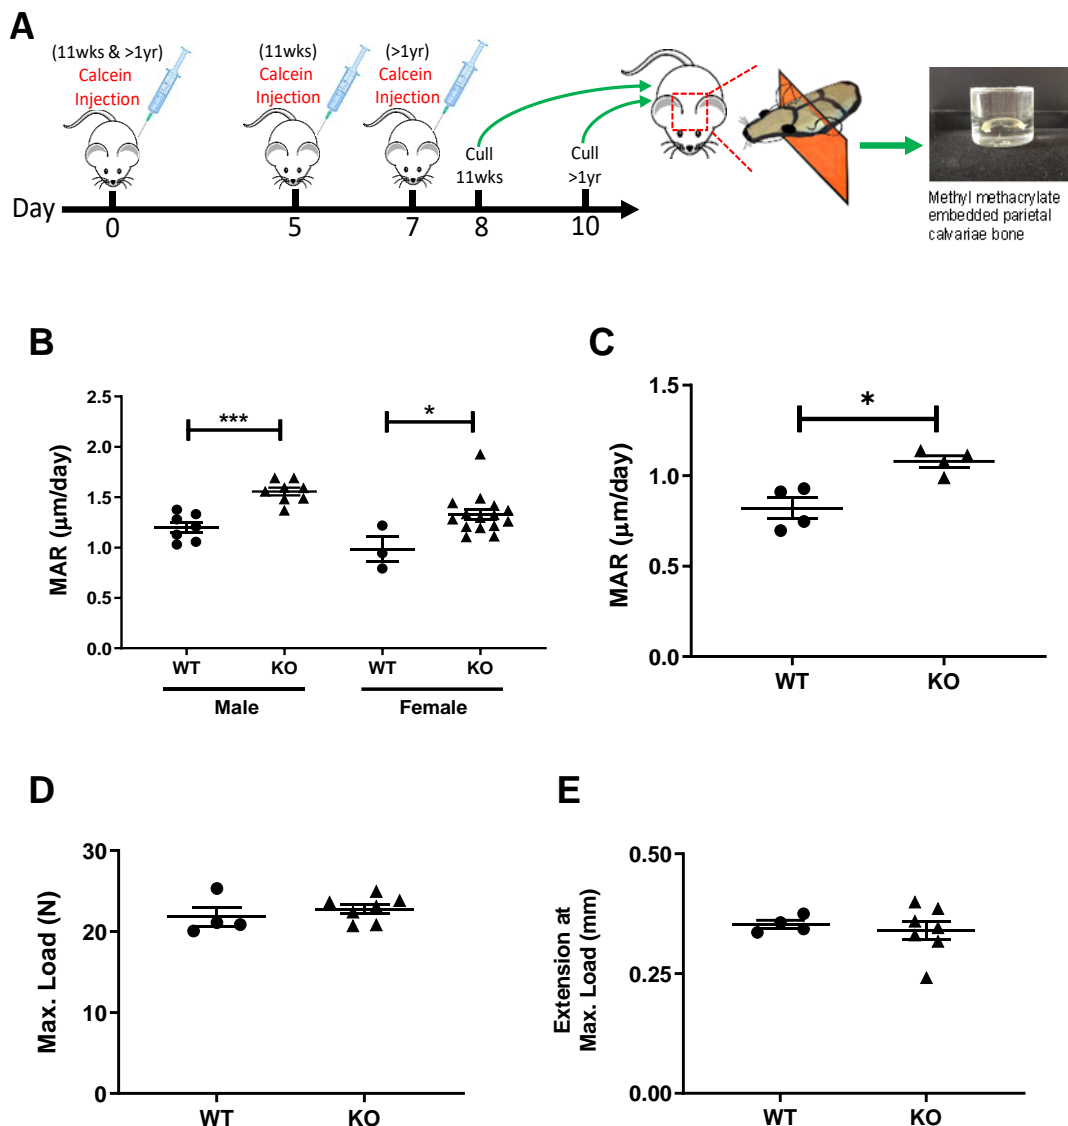 A
(11wks & >1yr)
Calcein
Injection
(11wks)
Calcein
Injection
(>1yr)
Calcein
Injection
Cull
11wks
Cull
>1yr
Day
0
5
7
8
10
Methyl methacrylate
embedded parietal
calvariae bone
B
MAR (μm/day)
2.5
2.0
1.5
1.0
0.5
0.0
***
*
WT
KO
WT
KO
Male
Female
C
MAR (μm/day)
1.5
1.0
0.5
0.0
*
WT
KO
D
Max. Load (N)
30
20
10
0
WT
KO
E
Extension at
Max. Load (mm)
0.50
0.25
0.00
WT
KO